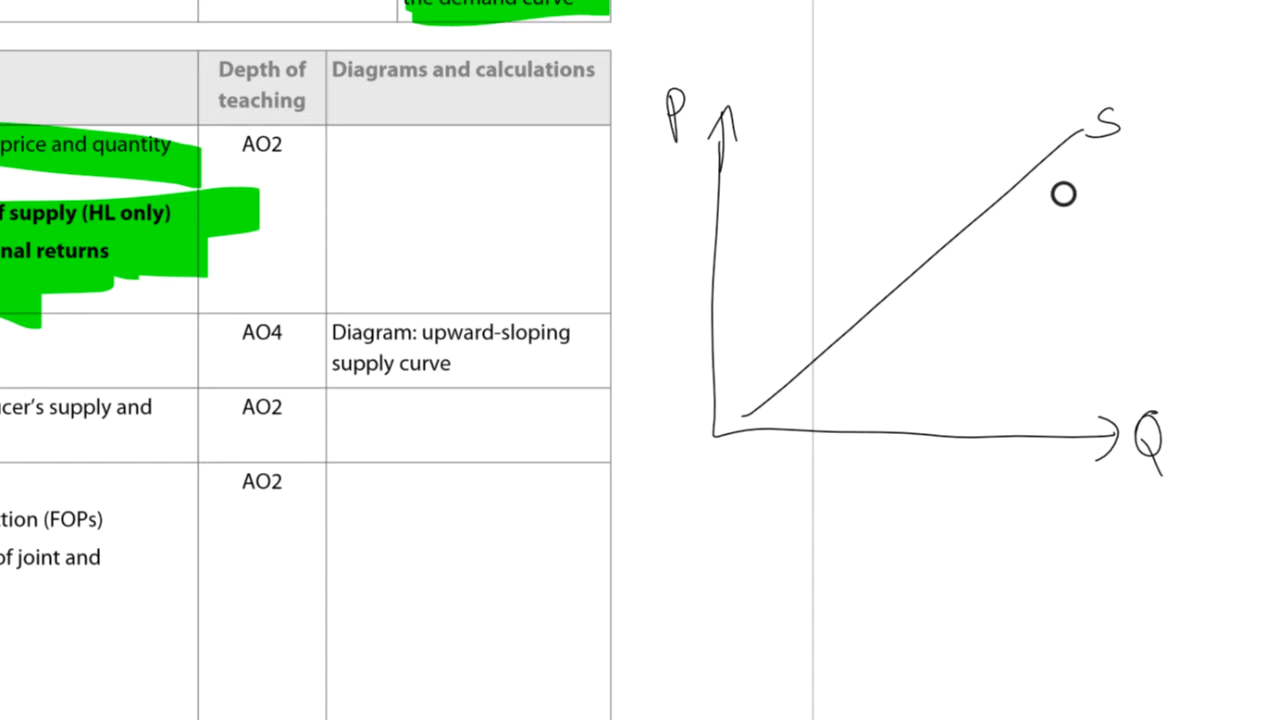 the demand curve
Depth of teaching
Diagrams and calculations
price and quantity
AO2
f supply (HL only)
nal returns
AO4
Diagram: upward-sloping
supply curve
cer's supply and
AO2
AO2
tion (FOPs)
of joint and
P
S
Q